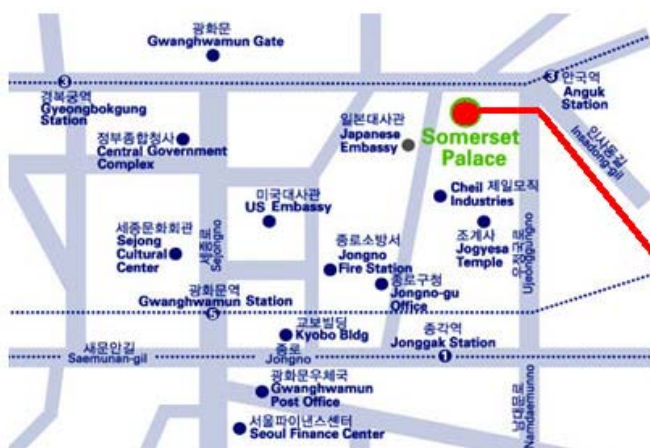 광화문
Gwanghwamun Gate
3
경복궁역
Gyeongbokgung
Station
3
안국역
Anguk
Station
정부종합청사
Central Government
Complex
일본대사관
Japanese
Embassy
Somerset
Palace
인사동길
Insadong-gil
미국대사관
US Embassy
Cheil 제일모직
Industries
세종문화회관
Sejong
Cultural
Center
세종로
Sejongno
종로소방서
Jongno
Fire Station
조계사
Jogyesa
Temple
우정국로
Ujeonggungno
종로구청
Jongno-gu
Office
광화문역
Gwanghwamun Station
5
교보빌딩
Kyobo Bldg
종각역
Jonggak Station
새문안길
Saemunan-gil
종로
Jongno
1
광화문우체국
Gwanghwamun
Post Office
남대문로
Namdaemunno
서울파이낸스센터
Seoul Finance Center